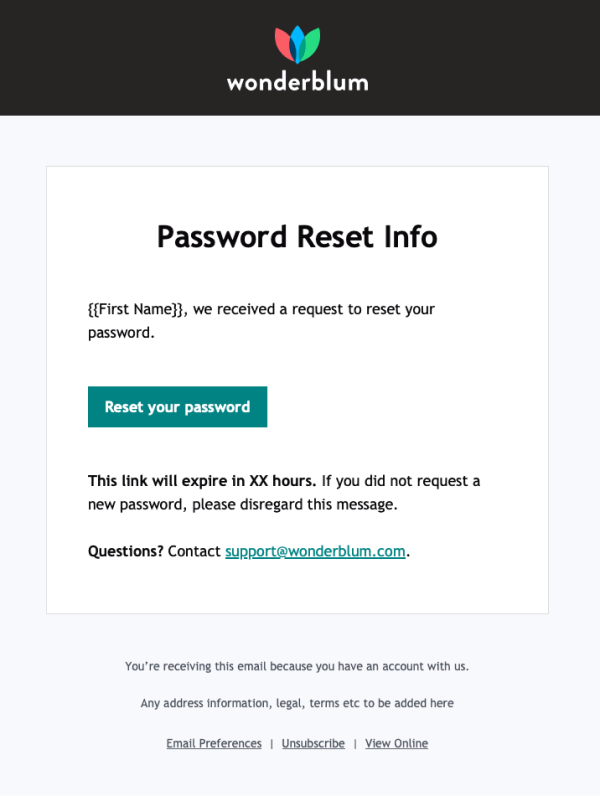 wonderblum
Password Reset Info
{{First Name}}, we received a request to reset your
password.
Reset your password
This link will expire in XX hours. If you did not request a
new password, please disregard this message.
Questions? Contact support@wonderblum.com.
You’re receiving this email because you have an account with us.
Any address information, legal, terms etc to be added here
Email Preferences | Unsubscribe | View Online